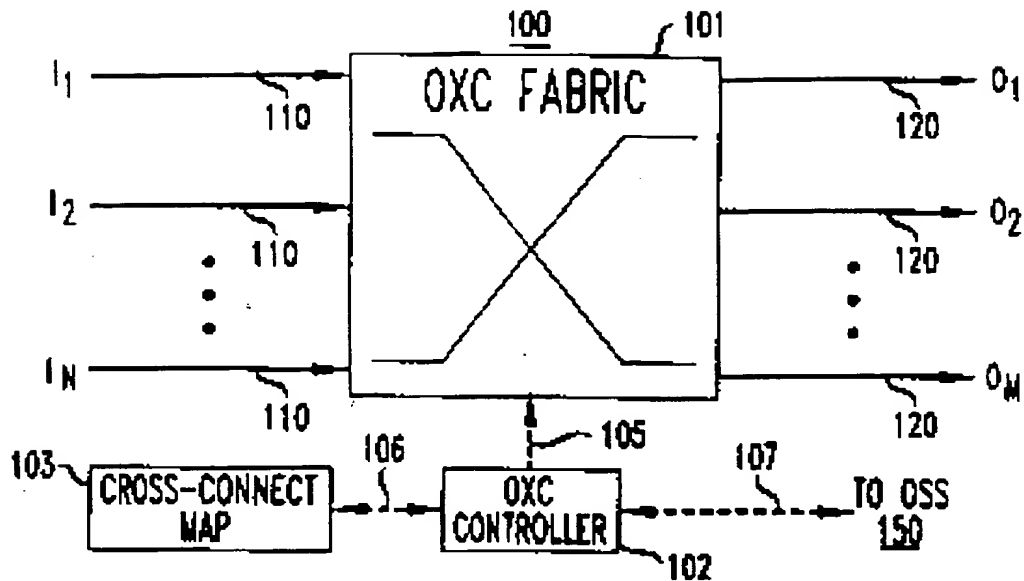 100
101
I1
110
OXC FABRIC
120
O1
I2
110
120
O2
IN
110
120
OM
105
103
CROSS-CONNECT
MAP
106
OXC
CONTROLLER
102
107
TO OSS
150